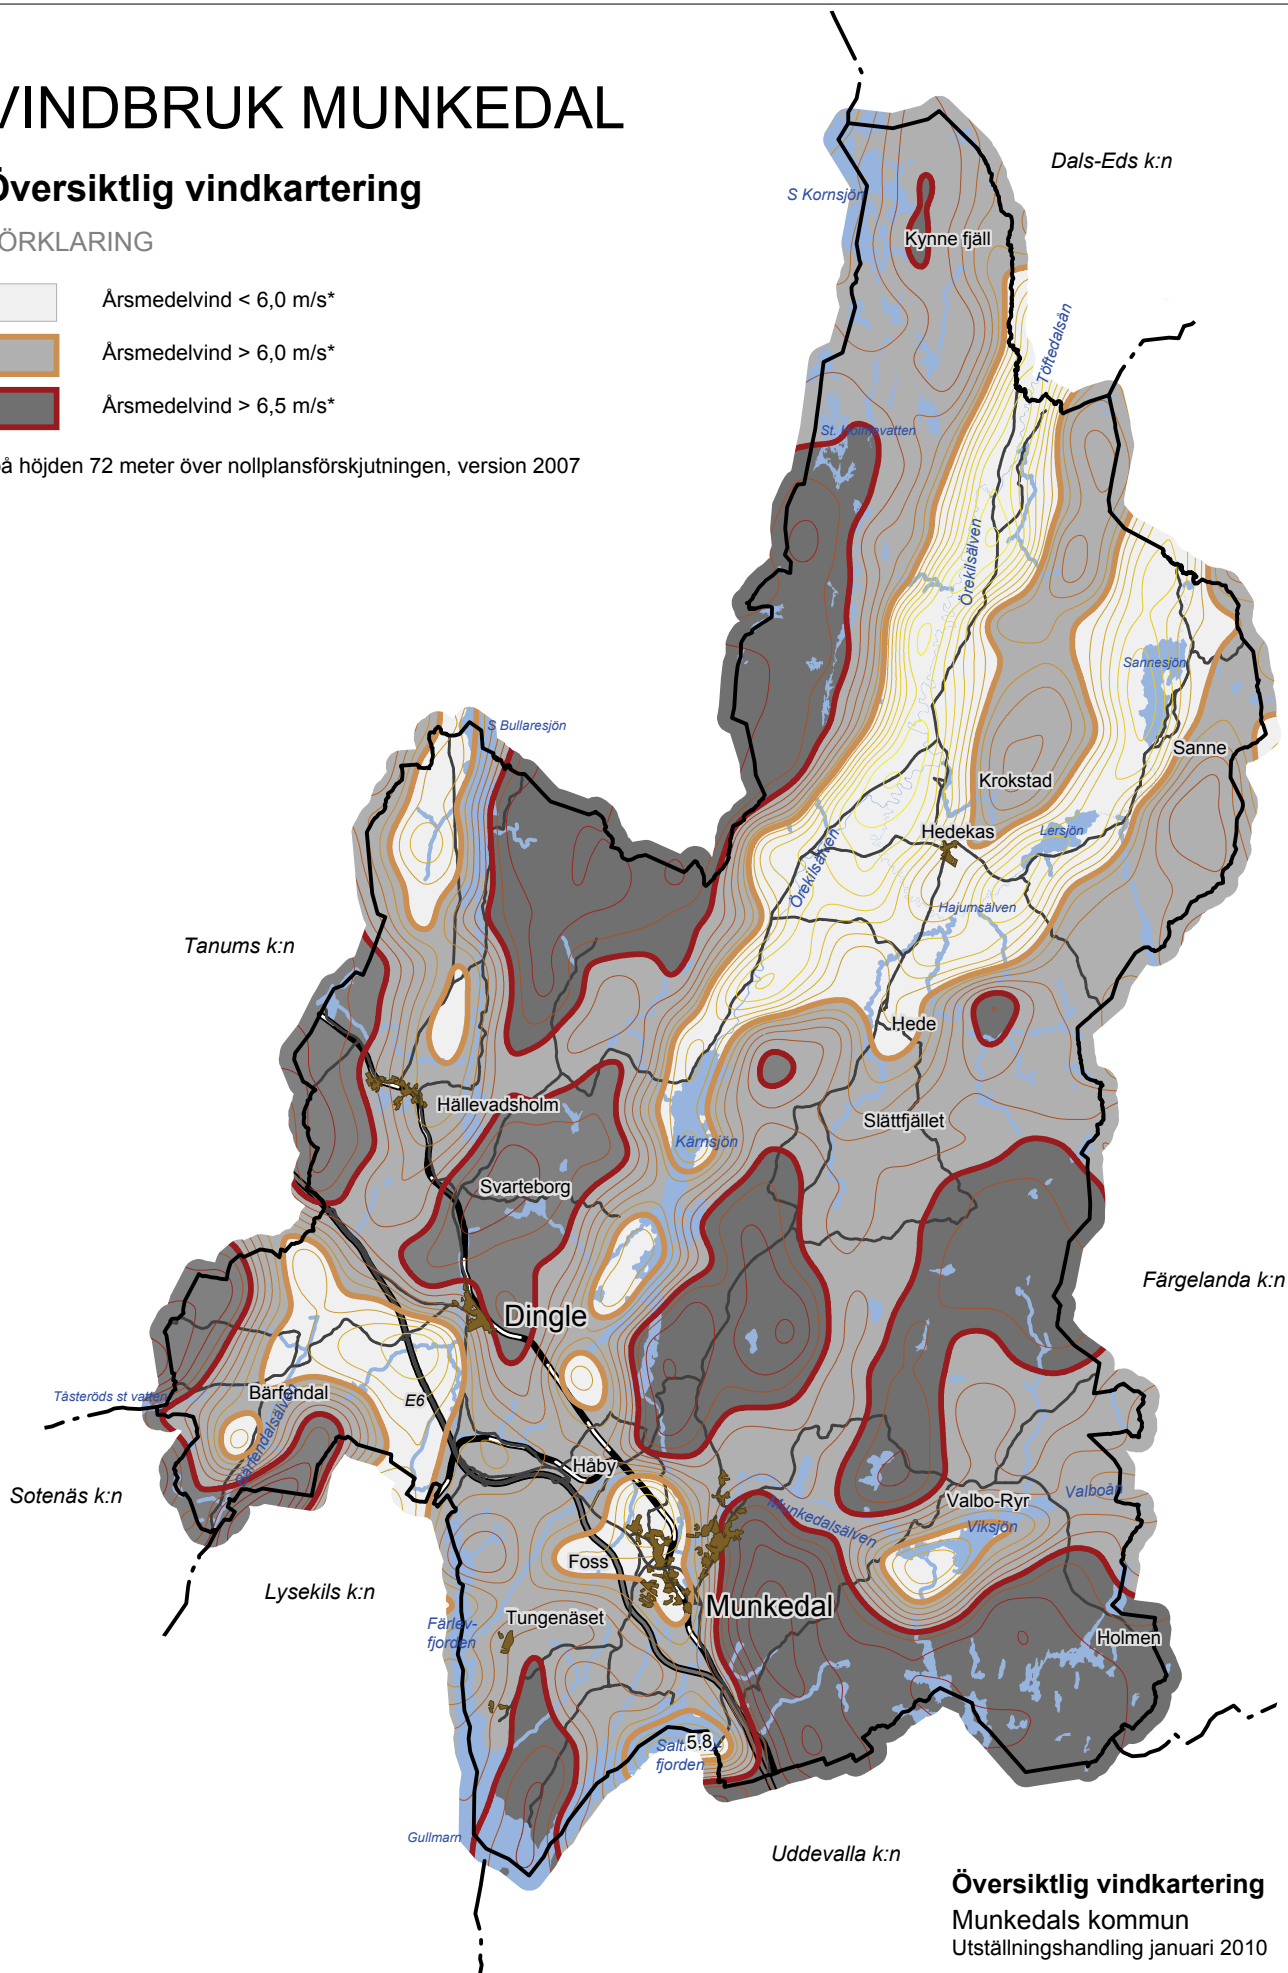 VINDBRUK MUNKEDAL
Översiktlig vindkartering
ÖRKLARING
Årsmedelvind < 6,0 m/s*
Årsmedelvind > 6,0 m/s*
Årsmedelvind > 6,5 m/s*
på höjden 72 meter över nollplansförskjutningen, version 2007
Dals-Eds k:n
S Kornsjön
Kynne fjäll
Töftedalsån
St. Holmevatten
Örekilsälven
Sannesjön
S Bullaresjön
Sanne
Krokstad
Hedekas
Lersjön
Örekilsälven
Hajumsälven
Tanums k:n
Hede
Hällevadsholm
Slättfjället
Kärnsjön
Svarteborg
Färgelanda k:n
Dingle
Tåsteröds st vatten
Bärfendal
E6
Bärfendalsälven
Håby
Sotenäs k:n
Valboån
Valbo-Ryr
Munkedalsälven
Viksjön
Foss
Lysekils k:n
Munkedal
Tungenäset
Färlev-
fjorden
Holmen
5,8
fjorden
Gullmarn
Uddevalla k:n
Översiktlig vindkartering
Munkedals kommun
Utställningshandling januari 2010